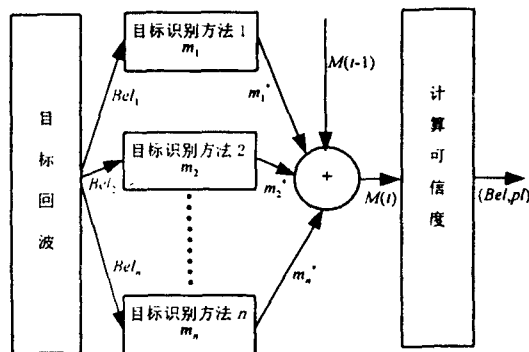 目标回波
目标识别方法 1
m₁
目标识别方法 2
m₂
目标识别方法 n
mₙ
Bel₁
Bel₂
Belₙ
m₁*
m₂*
mₙ*
M(t-1)
+
M(t)
计算可信度
{Bel,pl}